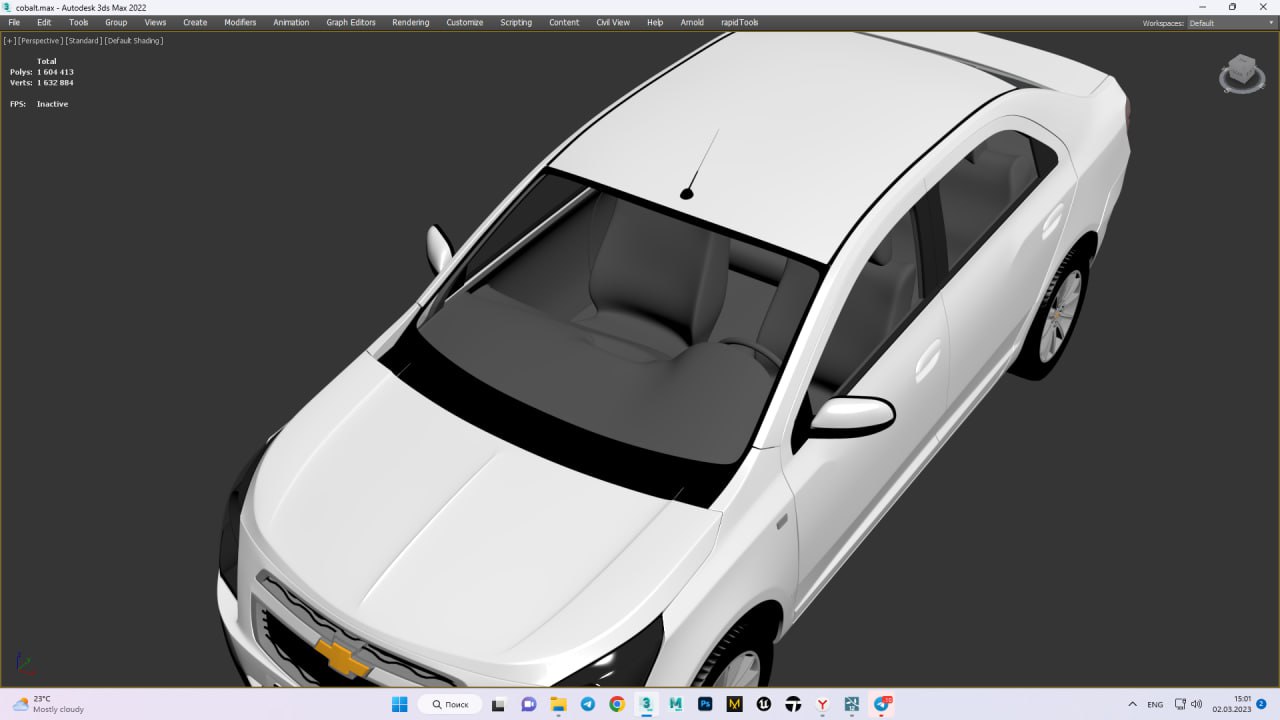 cobalt.max - Autodesk 3ds Max 2022
File Edit Tools Group Views Create Modifiers Animation Graph Editors Rendering Customize Scripting Content Civil View Help Arnold rapidTools Workspaces: Default
[+] [Perspective] [Standard] [Default Shading]
Total
Polys: 1 604 413
Verts: 1 632 884
FPS: Inactive
23°C
Mostly cloudy
Поиск
ENG
15:01
02.03.2023
2